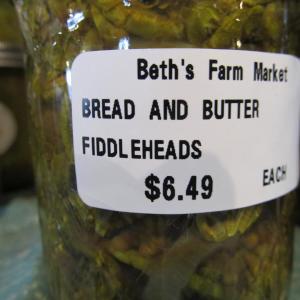 Beth's Farm Market
BREAD AND BUTTER
FIDDLEHEADS
EACH
$6.49